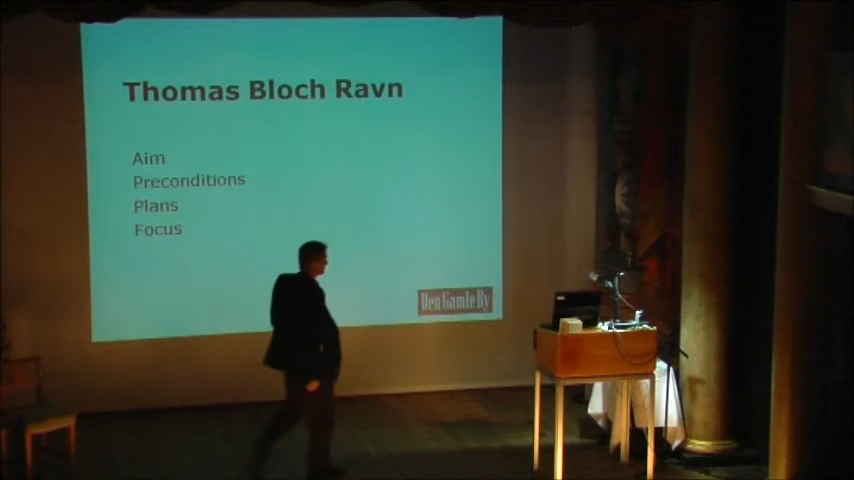 Thomas Bloch Ravn
Aim
Preconditions
Plans
Focus
Den Gamle By